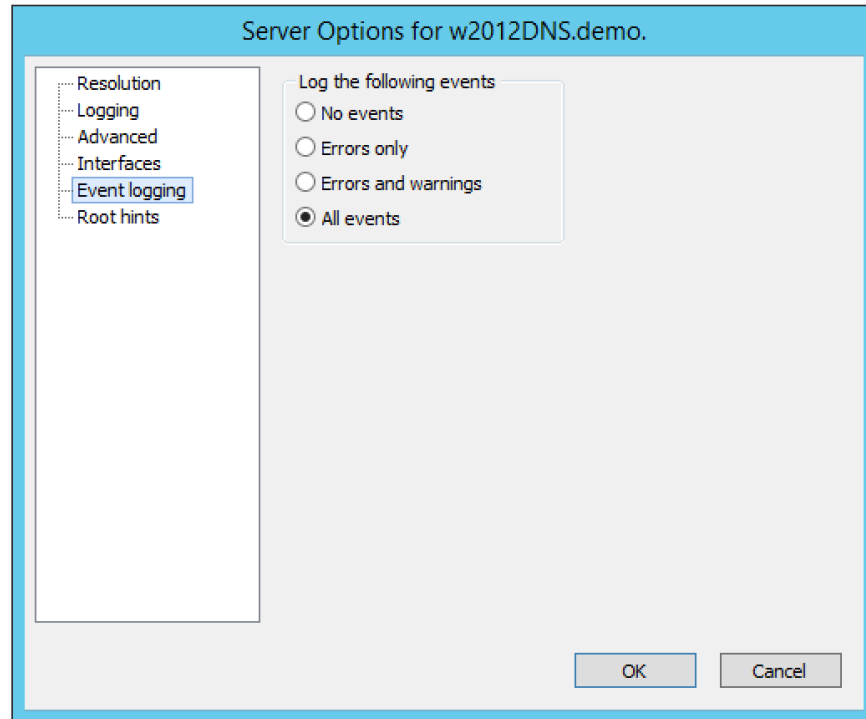 Server Options for w2012DNS.demo.
Resolution
Logging
Advanced
Interfaces
Event logging
Root hints
Log the following events
No events
Errors only
Errors and warnings
All events
OK
Cancel